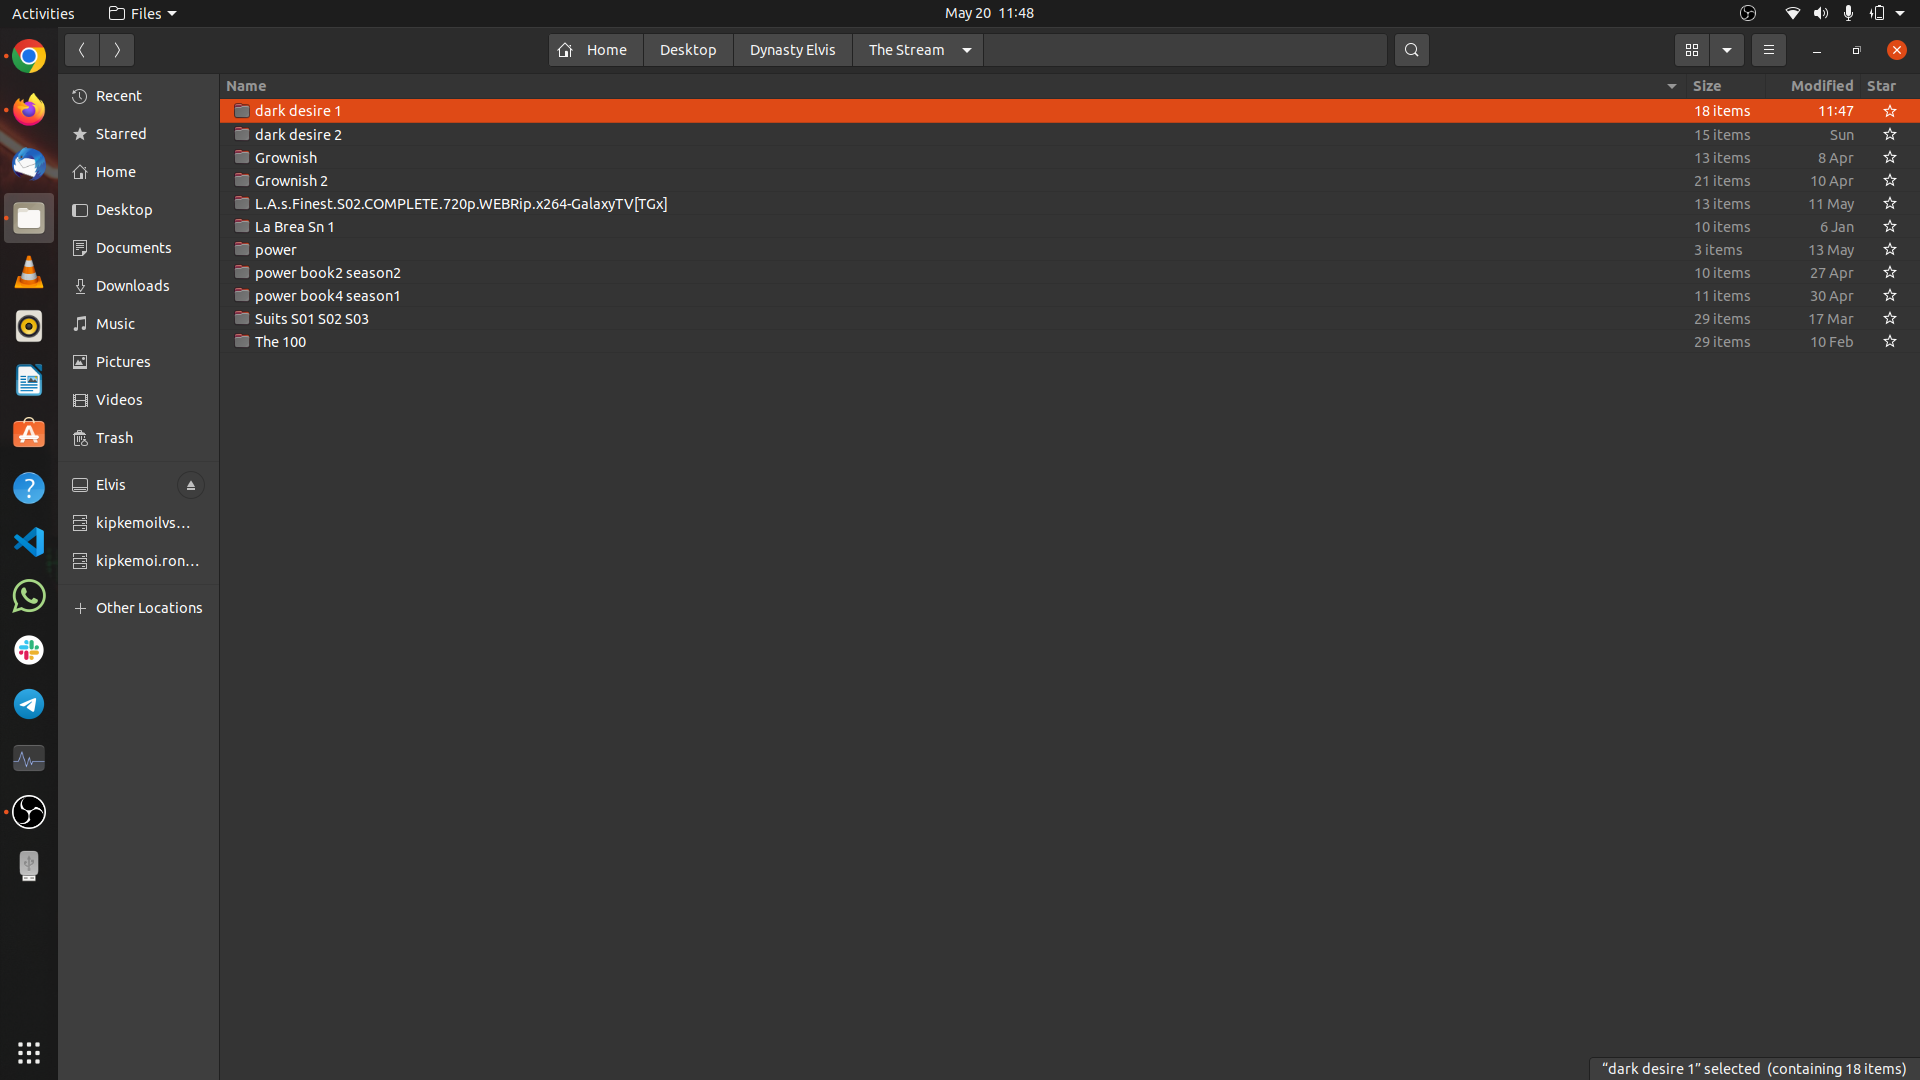 Activities Files May 20 11:48
Home Desktop Dynasty Elvis The Stream
Recent
Starred
Home
Desktop
Documents
Downloads
Music
Pictures
Videos
Trash
Elvis
kipkemoilvs...
kipkemoi.ron...
Other Locations
Name Size Modified Star
dark desire 1 18 items 11:47
dark desire 2 15 items Sun
Grownish 13 items 8 Apr
Grownish 2 21 items 10 Apr
L.A.s.Finest.S02.COMPLETE.720p.WEBRip.x264-GalaxyTV[TGx] 13 items 11 May
La Brea Sn 1 10 items 6 Jan
power 3 items 13 May
power book2 season2 10 items 27 Apr
power book4 season1 11 items 30 Apr
Suits S01 S02 S03 29 items 17 Mar
The 100 29 items 10 Feb
“dark desire 1” selected (containing 18 items)